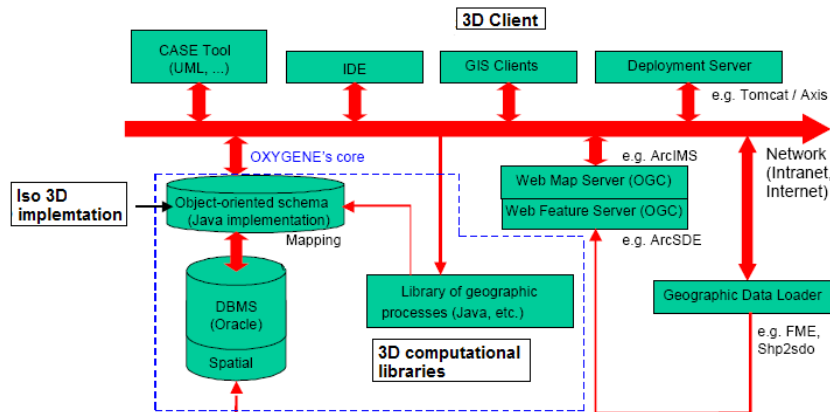 3D Client
CASE Tool
(UML, ...)
IDE
GIS Clients
Deployment Server
e.g. Tomcat / Axis
OXYGENE's core
e.g. ArcIMS
Network
(Intranet,
Internet)
Iso 3D
implemtation
Object-oriented schema
(Java implementation)
Mapping
Web Map Server (OGC)
Web Feature Server (OGC)
e.g. ArcSDE
DBMS
(Oracle)
Spatial
Library of geographic
processes (Java, etc.)
3D computational
libraries
Geographic Data Loader
e.g. FME,
Shp2sdo